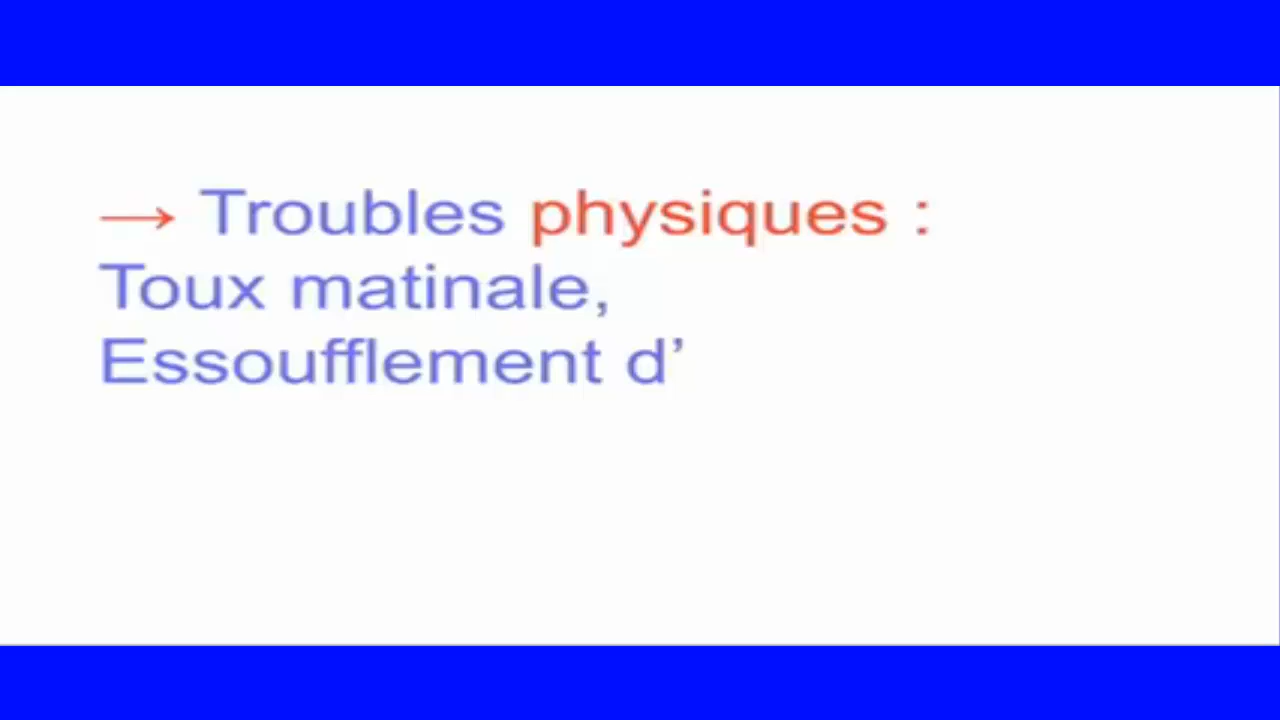 → Troubles physiques :
Toux matinale,
Essoufflement d’